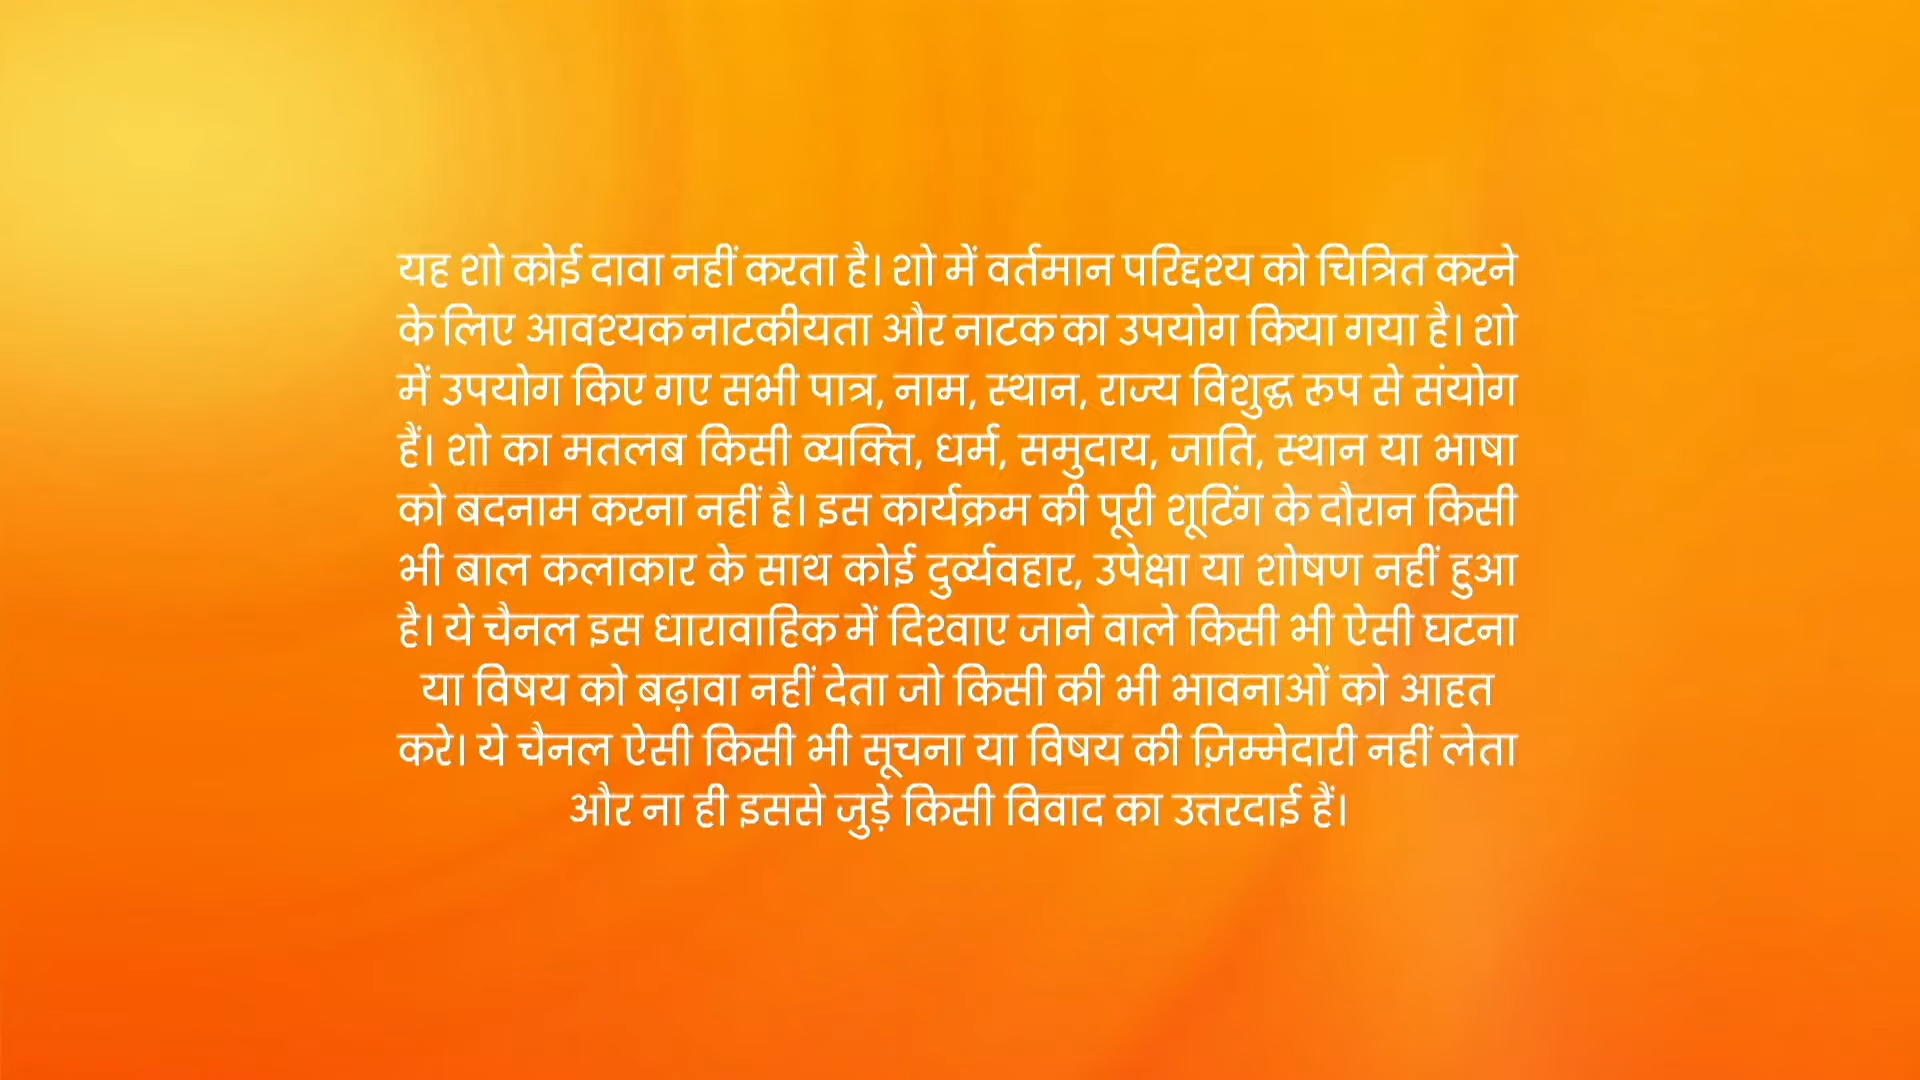 यह शो कोई दावा नहीं करता है। शो में वर्तमान परिदृश्य को चित्रित करने
के लिए आवश्यक नाटकीयता और नाटक का उपयोग किया गया है। शो
में उपयोग किए गए सभी पात्र, नाम, स्थान, राज्य विशुद्ध रुप से संयोग
हैं। शो का मतलब किसी व्यक्ति, धर्म, समुदाय, जाति, स्थान या भाषा
को बदनाम करना नहीं है। इस कार्यक्रम की पूरी शूटिंग के दौरान किसी
भी बाल कलाकार के साथ कोई दुर्व्यवहार, उपेक्षा या शोषण नहीं हुआ
है। ये चैनल इस धारावाहिक में दिखाए जाने वाले किसी भी ऐसी घटना
या विषय को बढ़ावा नहीं देता जो किसी की भी भावनाओं को आहत
करे। ये चैनल ऐसी किसी भी सूचना या विषय की ज़िम्मेदारी नहीं लेता
और ना ही इससे जुड़े किसी विवाद का उत्तरदाई हैं।